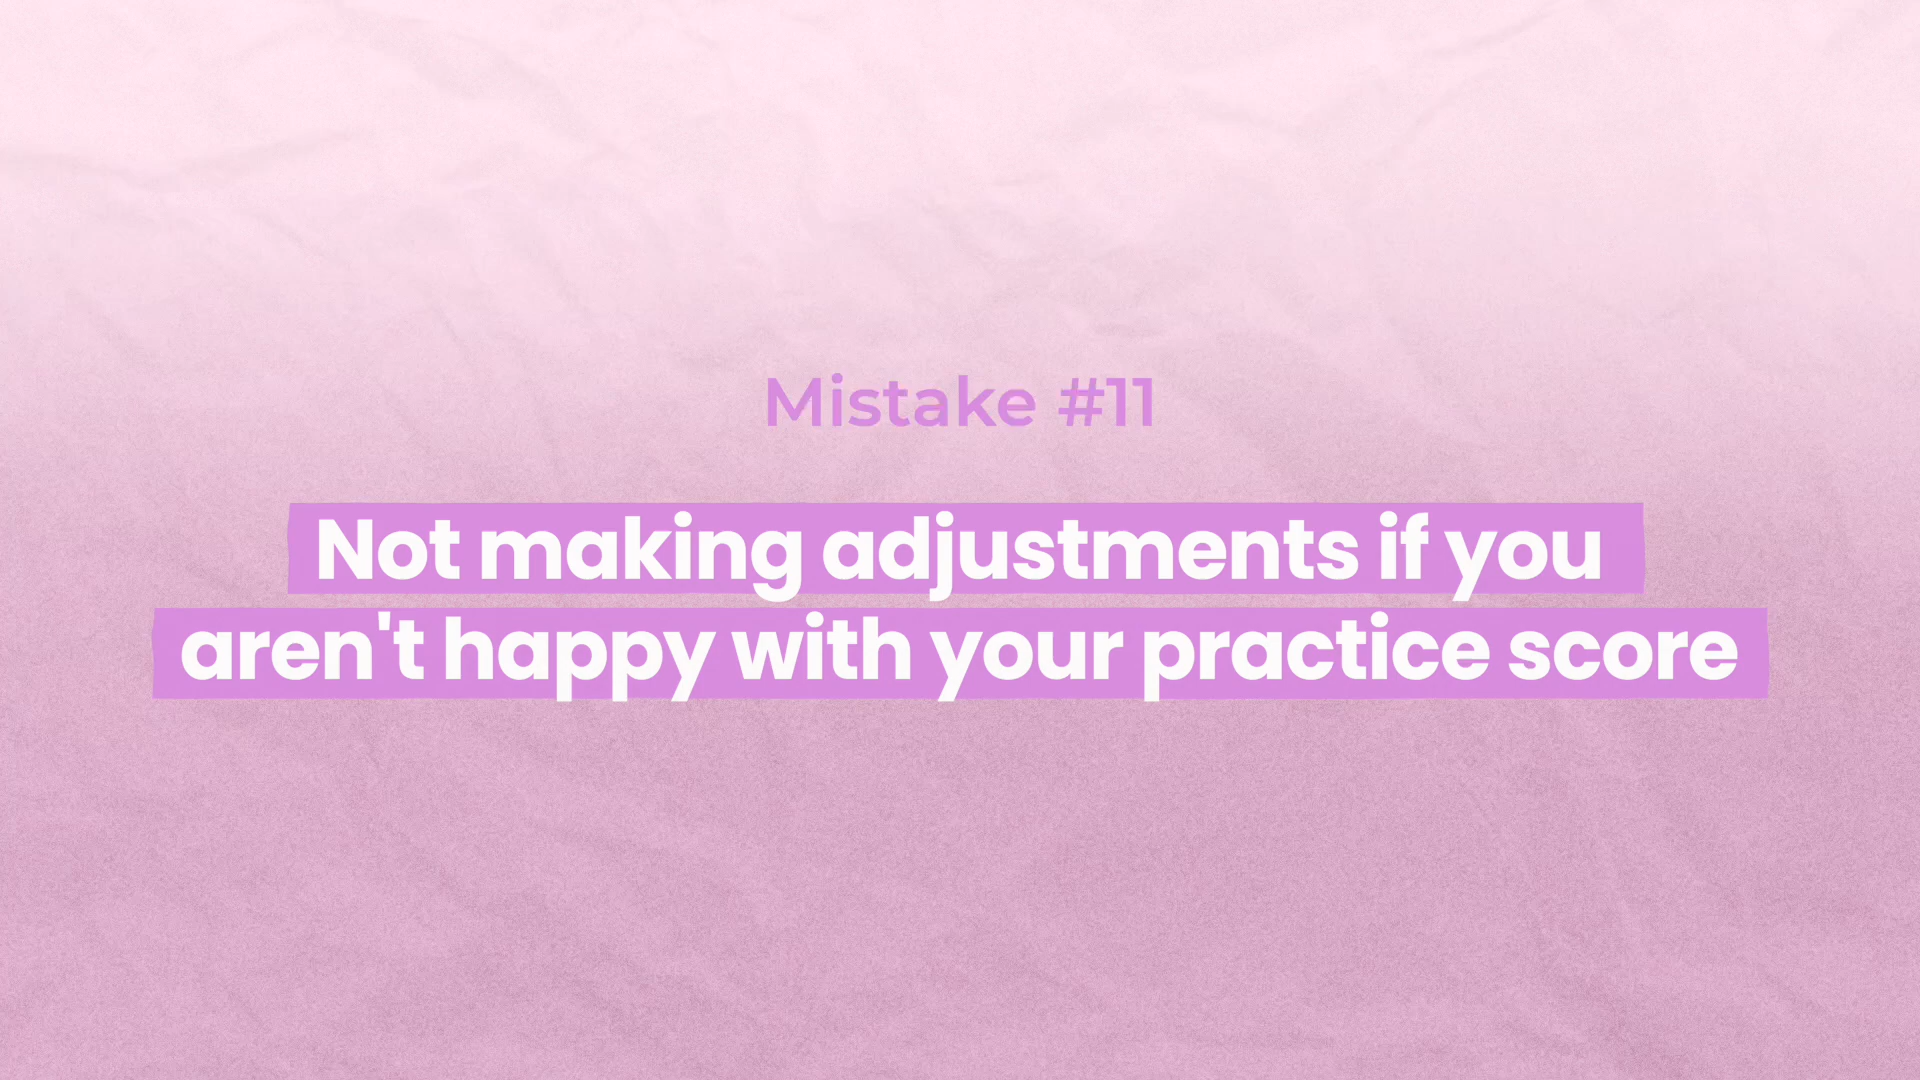 Mistake #11
Not making adjustments if you
aren't happy with your practice score